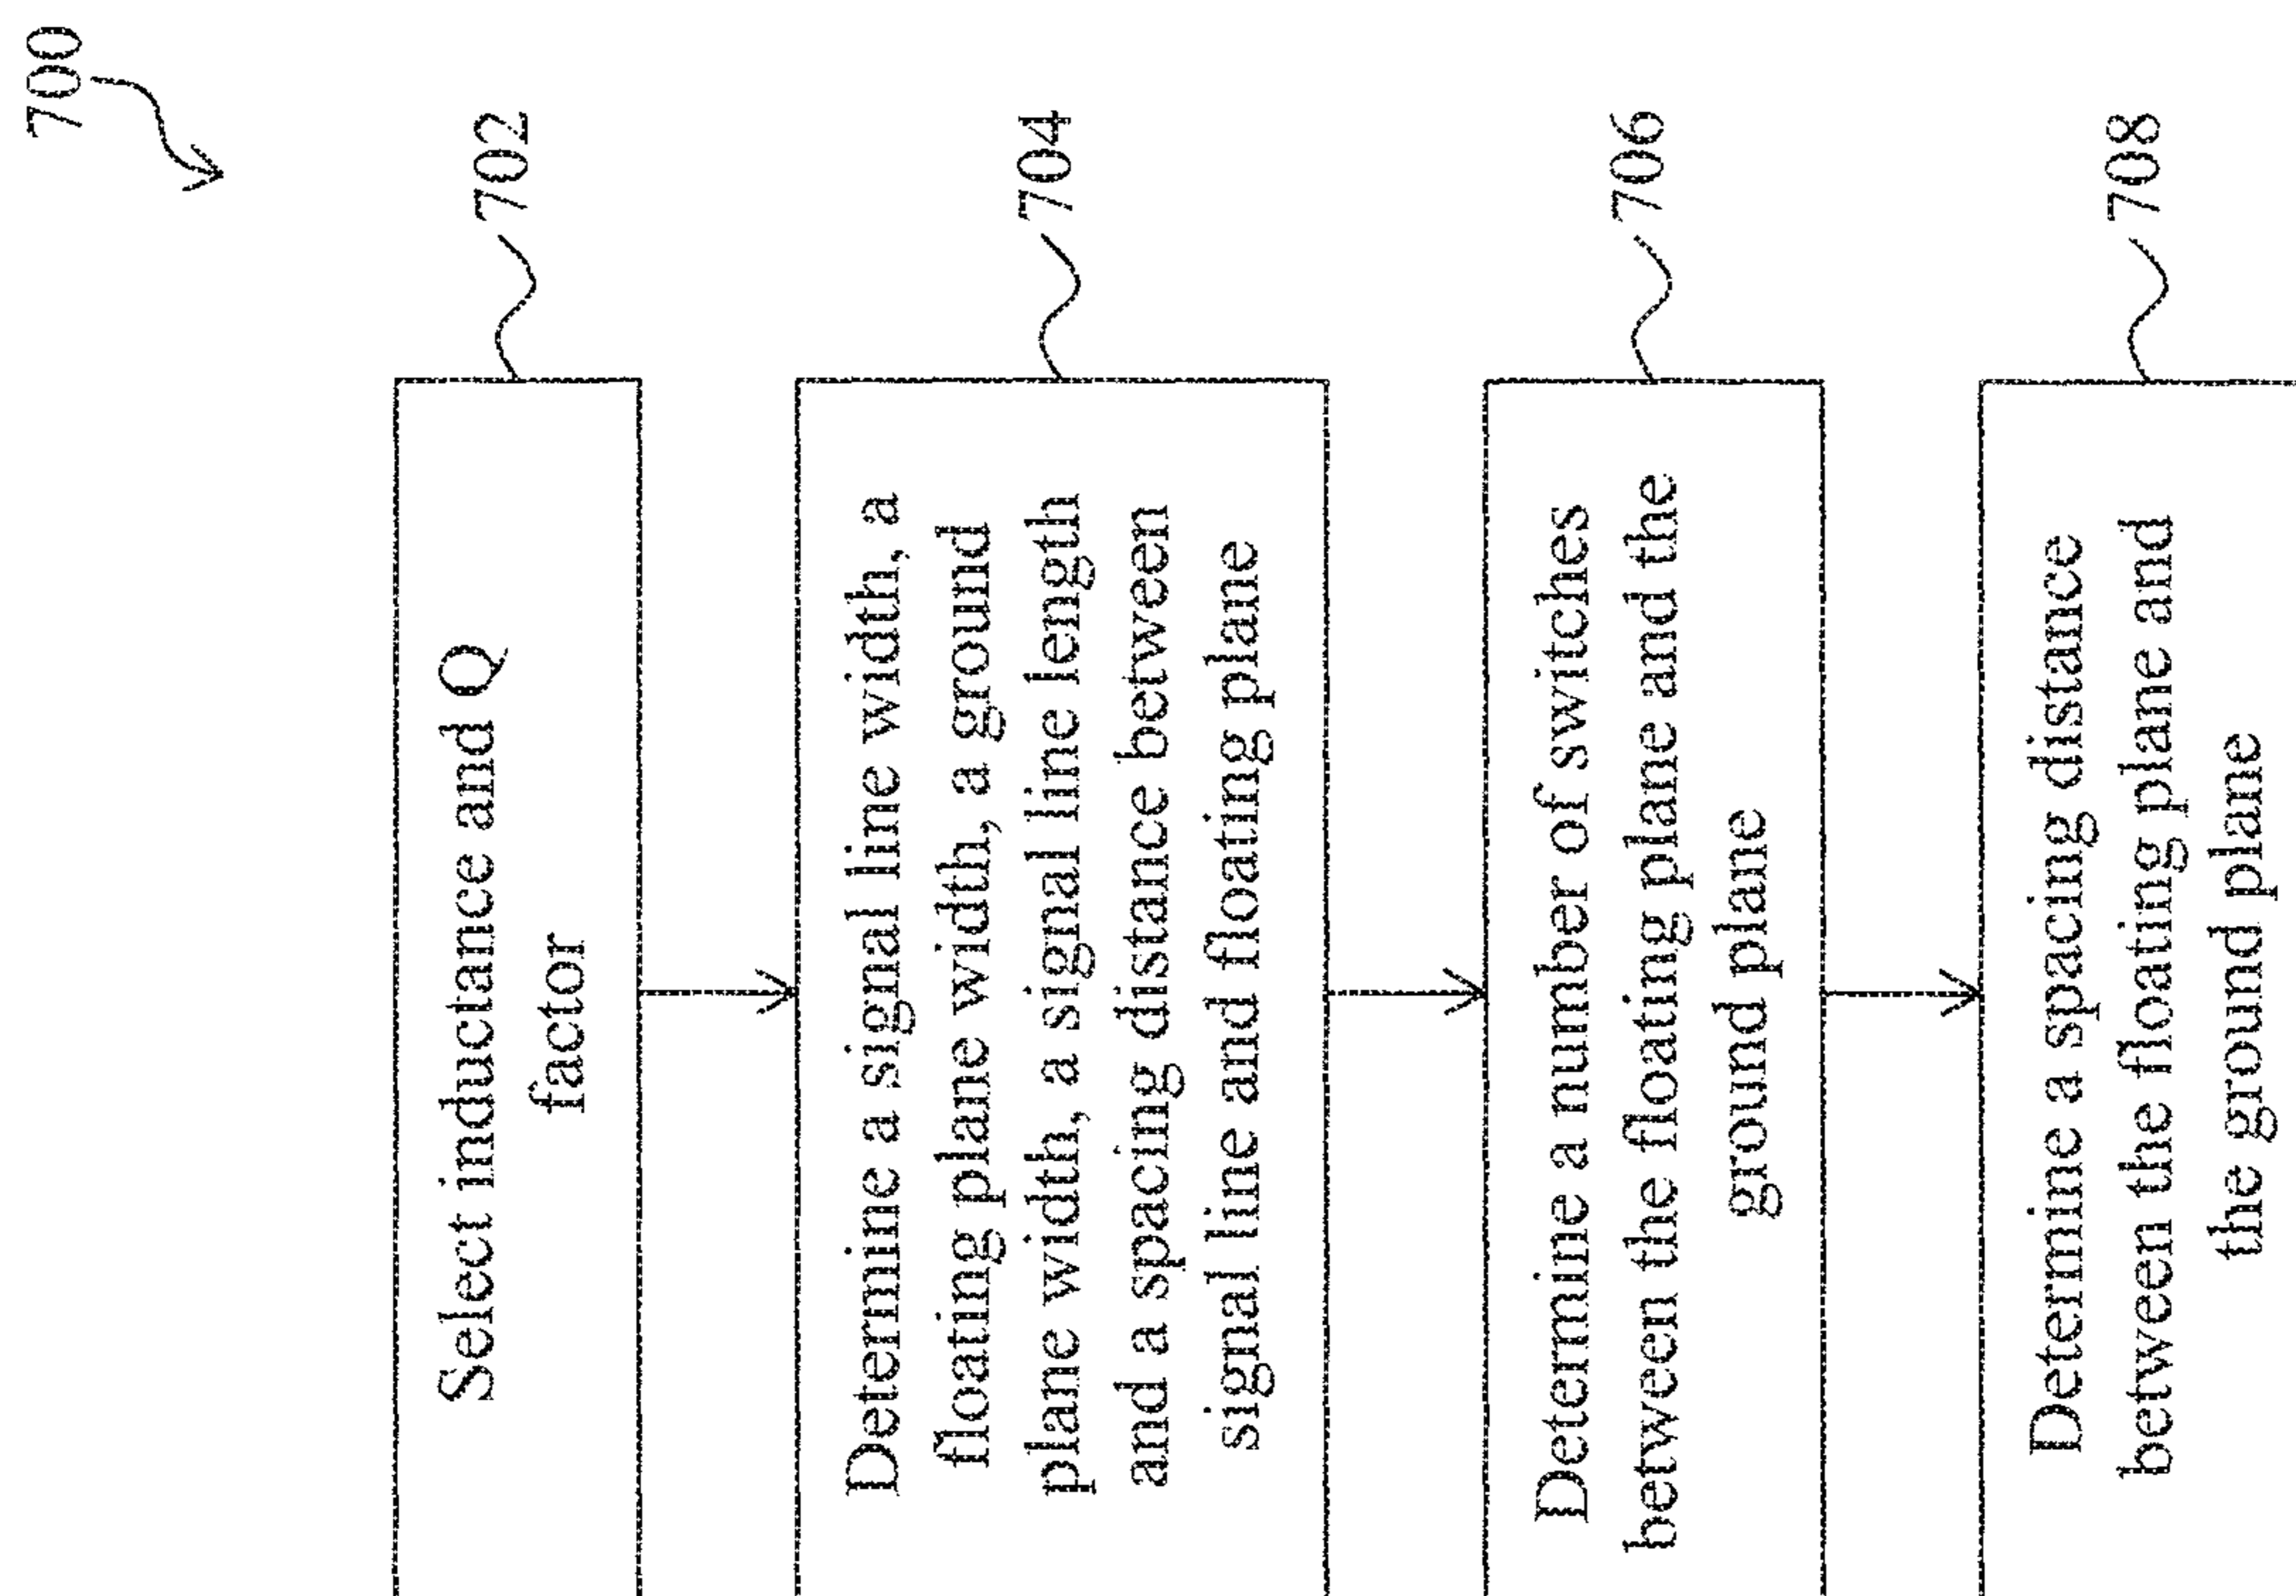 700
702
Select inductance and Q
factor
704
Determine a signal line width, a
floating plane width, a ground
plane width, a signal line length
and a spacing distance between
signal line and floating plane
706
Determine a number of switches
between the floating plane and the
ground plane
708
Determine a spacing distance
between the floating plane and
the ground plane